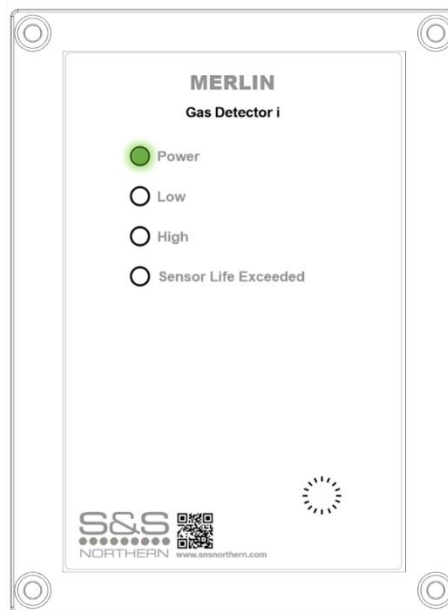 MERLIN
Gas Detector i
Power
Low
High
Sensor Life Exceeded
S&S
NORTHERN www.snsnorthern.com